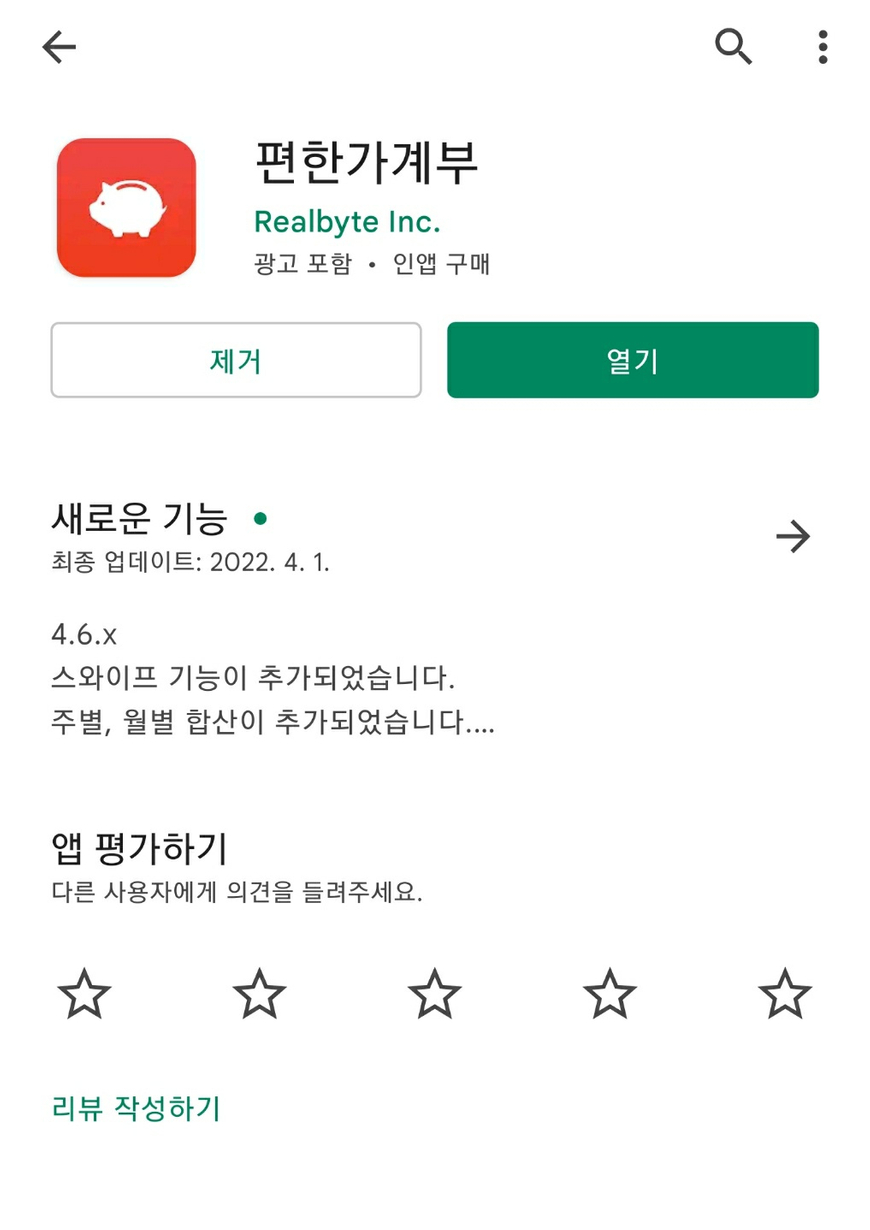 편한가계부
Realbyte Inc.
광고 포함 • 인앱 구매
제거
열기
새로운 기능
최종 업데이트: 2022. 4. 1.
4.6.x
스와이프 기능이 추가되었습니다.
주별, 월별 합산이 추가되었습니다....
앱 평가하기
다른 사용자에게 의견을 들려주세요.
리뷰 작성하기